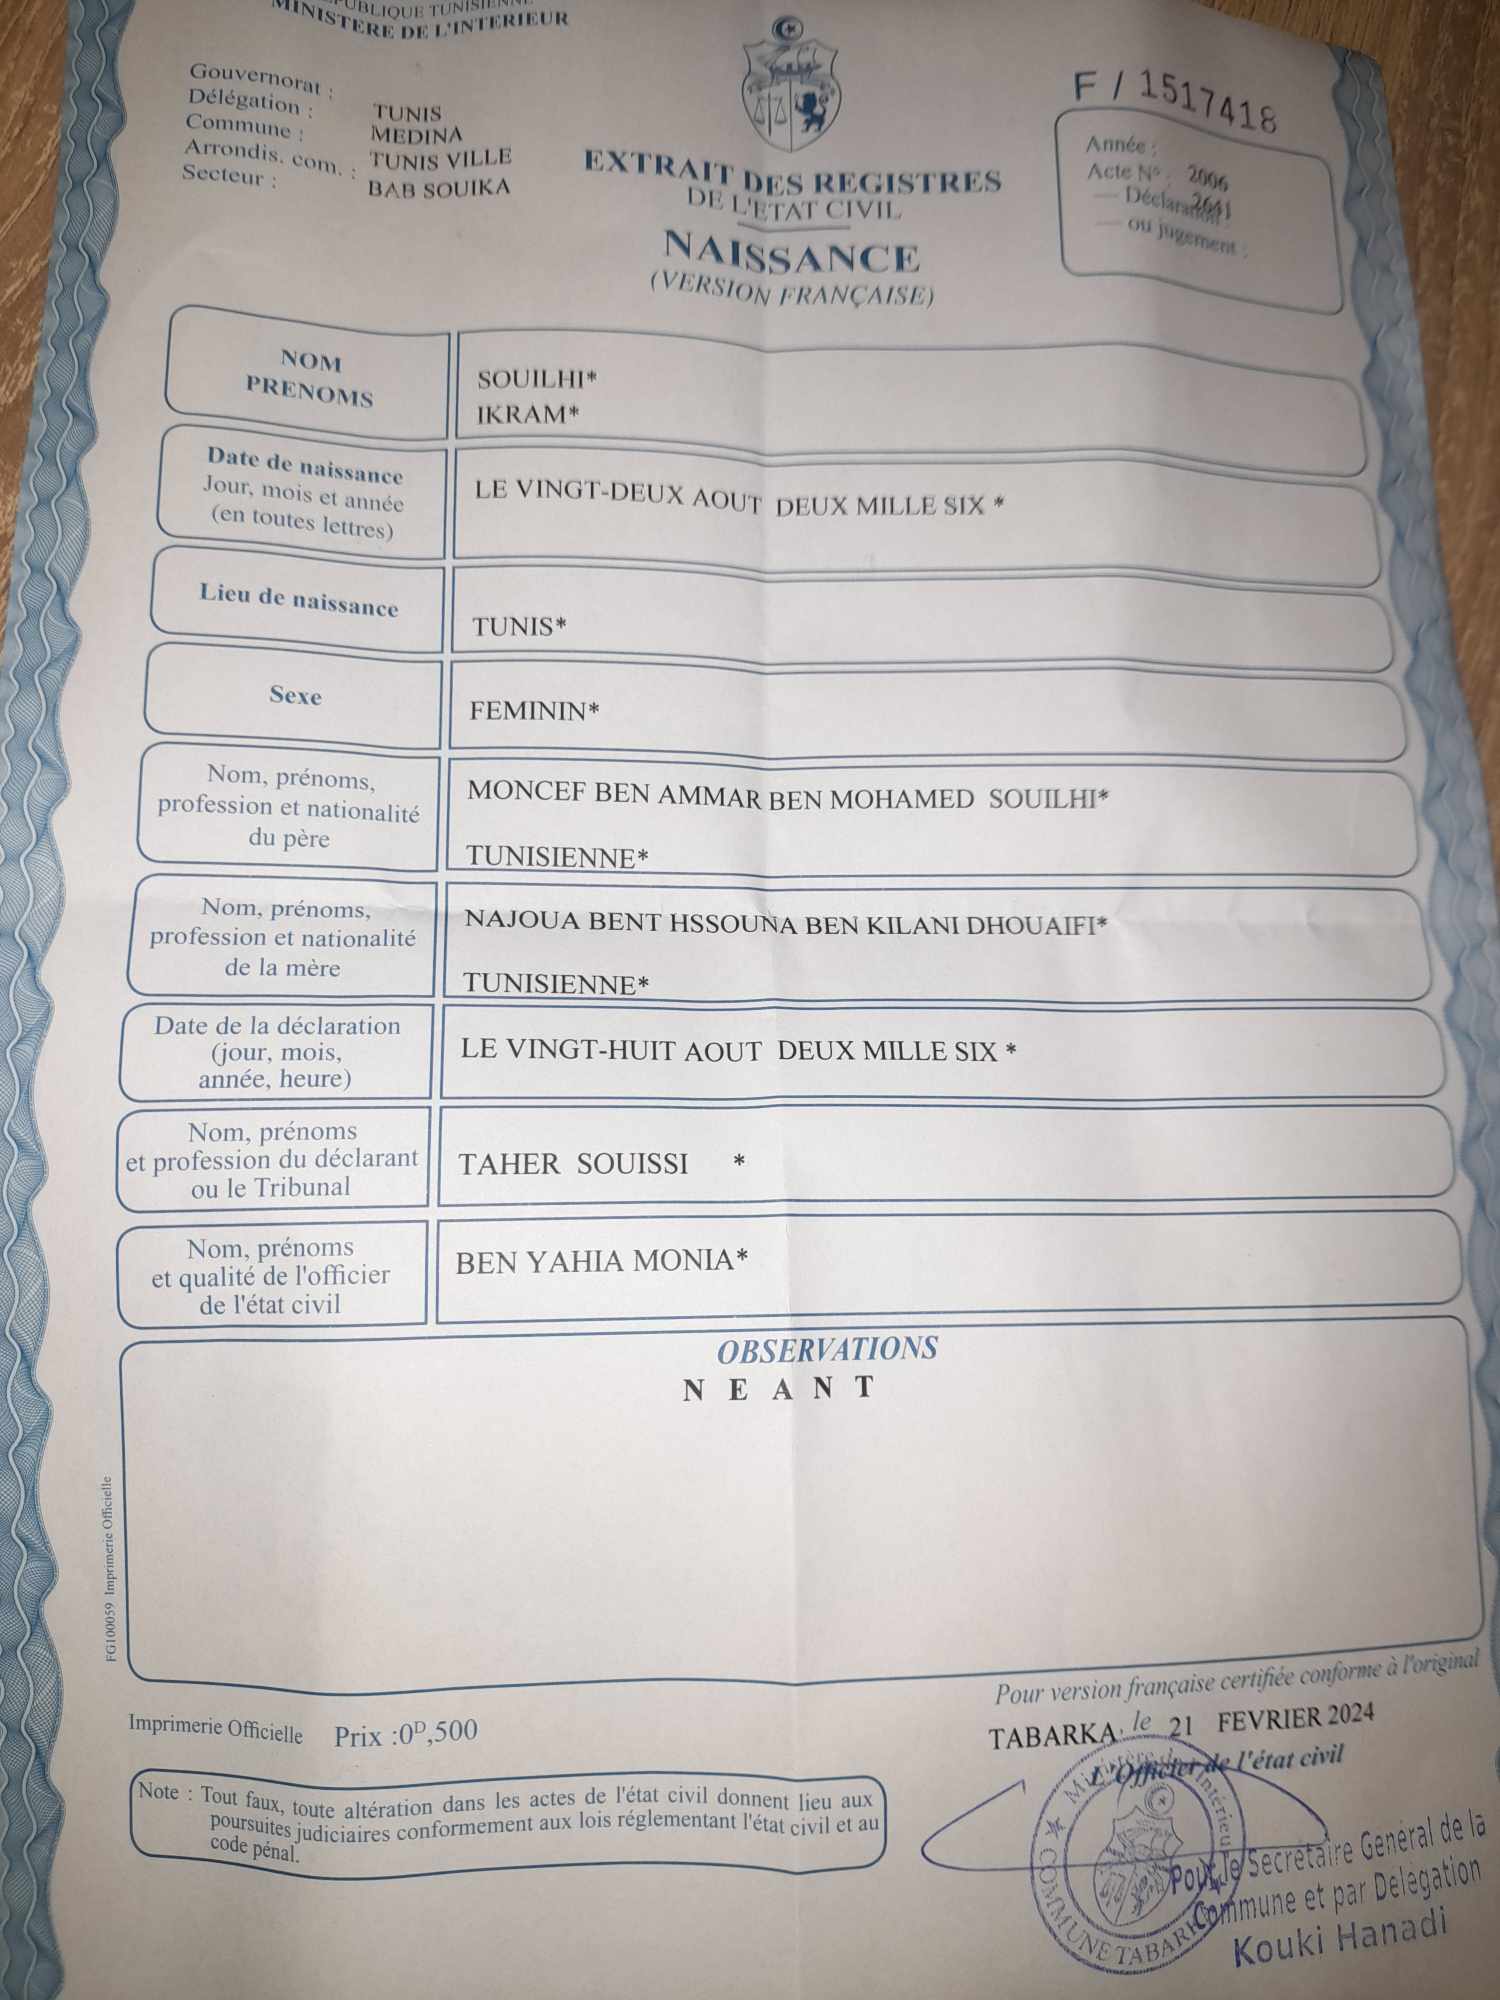 RÉPUBLIQUE TUNISIENNE
MINISTERE DE L'INTERIEUR
Gouvernorat :
Délégation : TUNIS
Commune : MEDINA
Arrondis. com. : TUNIS VILLE
Secteur : BAB SOUIKA
F / 1517418
Année : 2006
Acte N° : 2641
— Déclaration :
— ou jugement :
EXTRAIT DES REGISTRES
DE L'ETAT CIVIL
NAISSANCE
(VERSION FRANÇAISE)
NOM
PRENOMS
SOUILHI*
IKRAM*
Date de naissance
Jour, mois et année
(en toutes lettres)
LE VINGT-DEUX AOUT DEUX MILLE SIX *
Lieu de naissance
TUNIS*
Sexe
FEMININ*
Nom, prénoms,
profession et nationalité
du père
MONCEF BEN AMMAR BEN MOHAMED SOUILHI*
TUNISIENNE*
Nom, prénoms,
profession et nationalité
de la mère
NAJOUA BENT HSSOUNA BEN KILANI DHOUAIFI*
TUNISIENNE*
Date de la déclaration
(jour, mois,
année, heure)
LE VINGT-HUIT AOUT DEUX MILLE SIX *
Nom, prénoms
et profession du déclarant
ou le Tribunal
TAHER SOUISSI *
Nom, prénoms
et qualité de l'officier
de l'état civil
BEN YAHIA MONIA*
OBSERVATIONS
N E A N T
FG100059 Imprimerie Officielle
Pour version française certifiée conforme à l'original
TABARKA, le 21 FEVRIER 2024
L'Officier de l'état civil
Imprimerie Officielle Prix :0D,500
Note : Tout faux, toute altération dans les actes de l'état civil donnent lieu aux
poursuites judiciaires conformement aux lois réglementant l'état civil et au
code pénal.
Ministère de l'Intérieur
COMMUNE TABARKA
Pour le Secrétaire Général de la
Commune et par Délégation
Kouki Hanadi